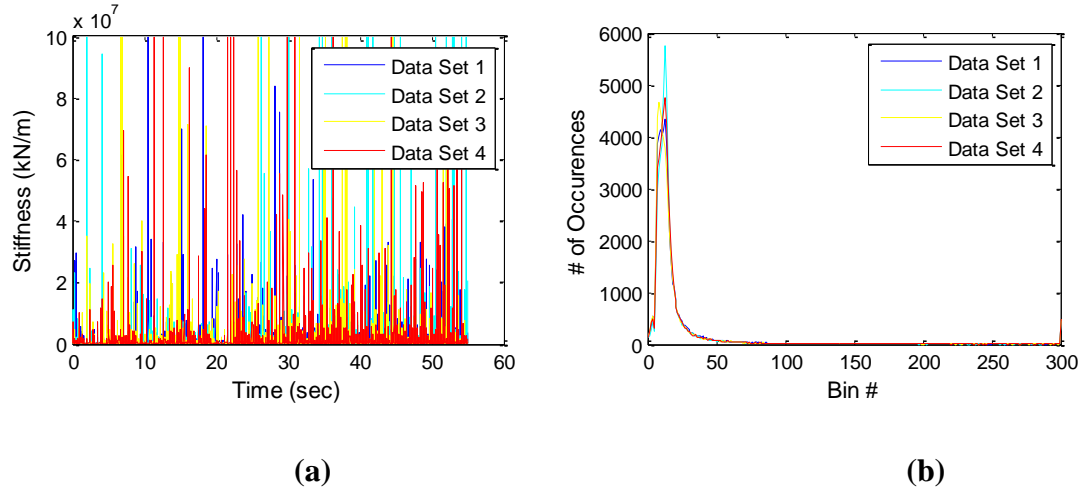 x 10^7
10
8
6
4
2
0
0 10 20 30 40 50 60
Stiffness (kN/m)
Time (sec)
Data Set 1
Data Set 2
Data Set 3
Data Set 4
(a)
6000
5000
4000
3000
2000
1000
0
0 50 100 150 200 250 300
# of Occurences
Bin #
Data Set 1
Data Set 2
Data Set 3
Data Set 4
(b)